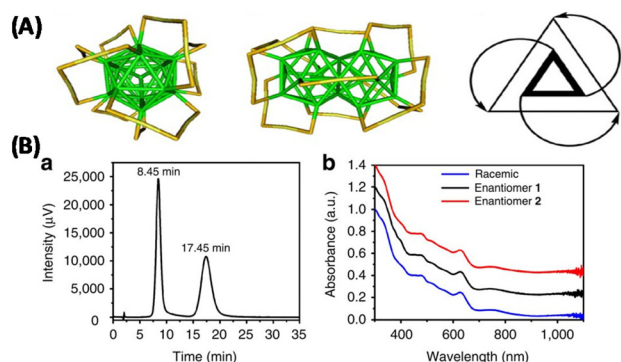 (A)
(B)
a
8.45 min
17.45 min
25,000
20,000
15,000
10,000
5,000
0
0 5 10 15 20 25 30 35
Intensity (µV)
Time (min)
b
Racemic
Enantiomer 1
Enantiomer 2
1.4
1.2
1.0
0.8
0.6
0.4
0.2
0.0
400 600 800 1,000
Absorbance (a.u.)
Wavelength (nm)